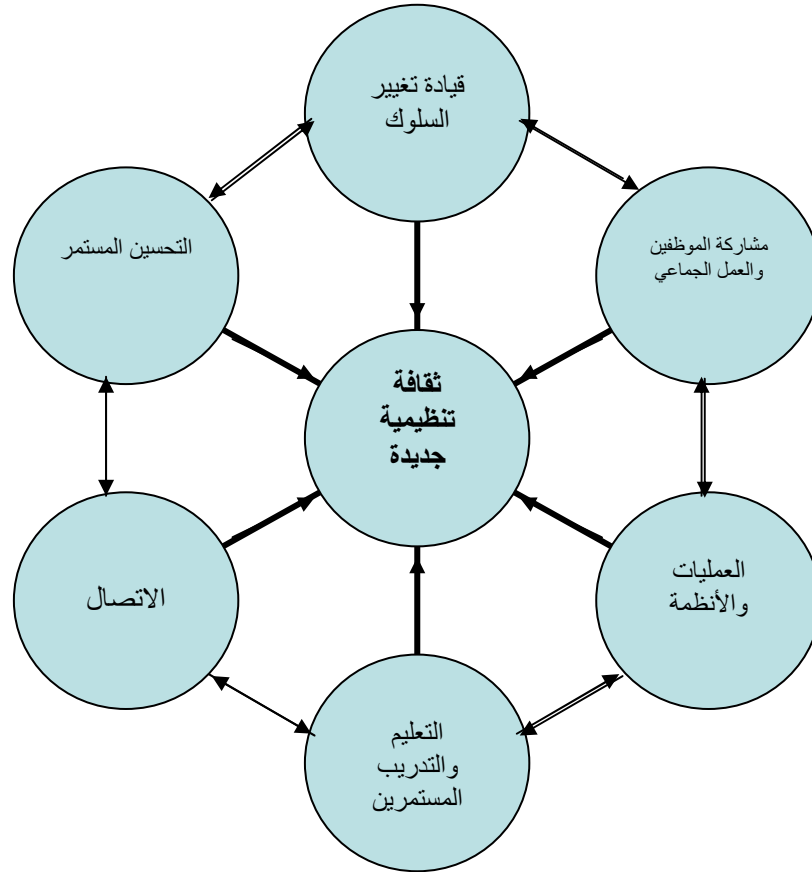 قيادة تغيير
السلوك
التحسين المستمر
مشاركة الموظفين
والعمل الجماعي
ثقافة
تنظيمية
جديدة
الاتصال
العمليات
والأنظمة
التعليم
والتدريب
المستمرين